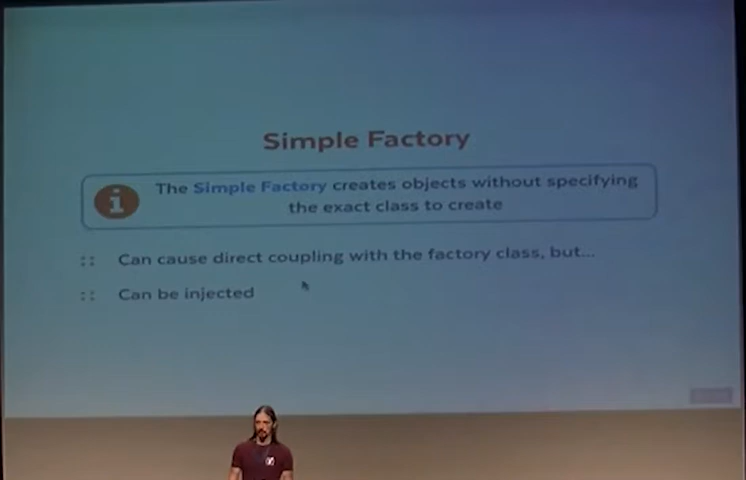 Simple Factory
The Simple Factory creates objects without specifying
the exact class to create
:: Can cause direct coupling with the factory class, but...
:: Can be injected